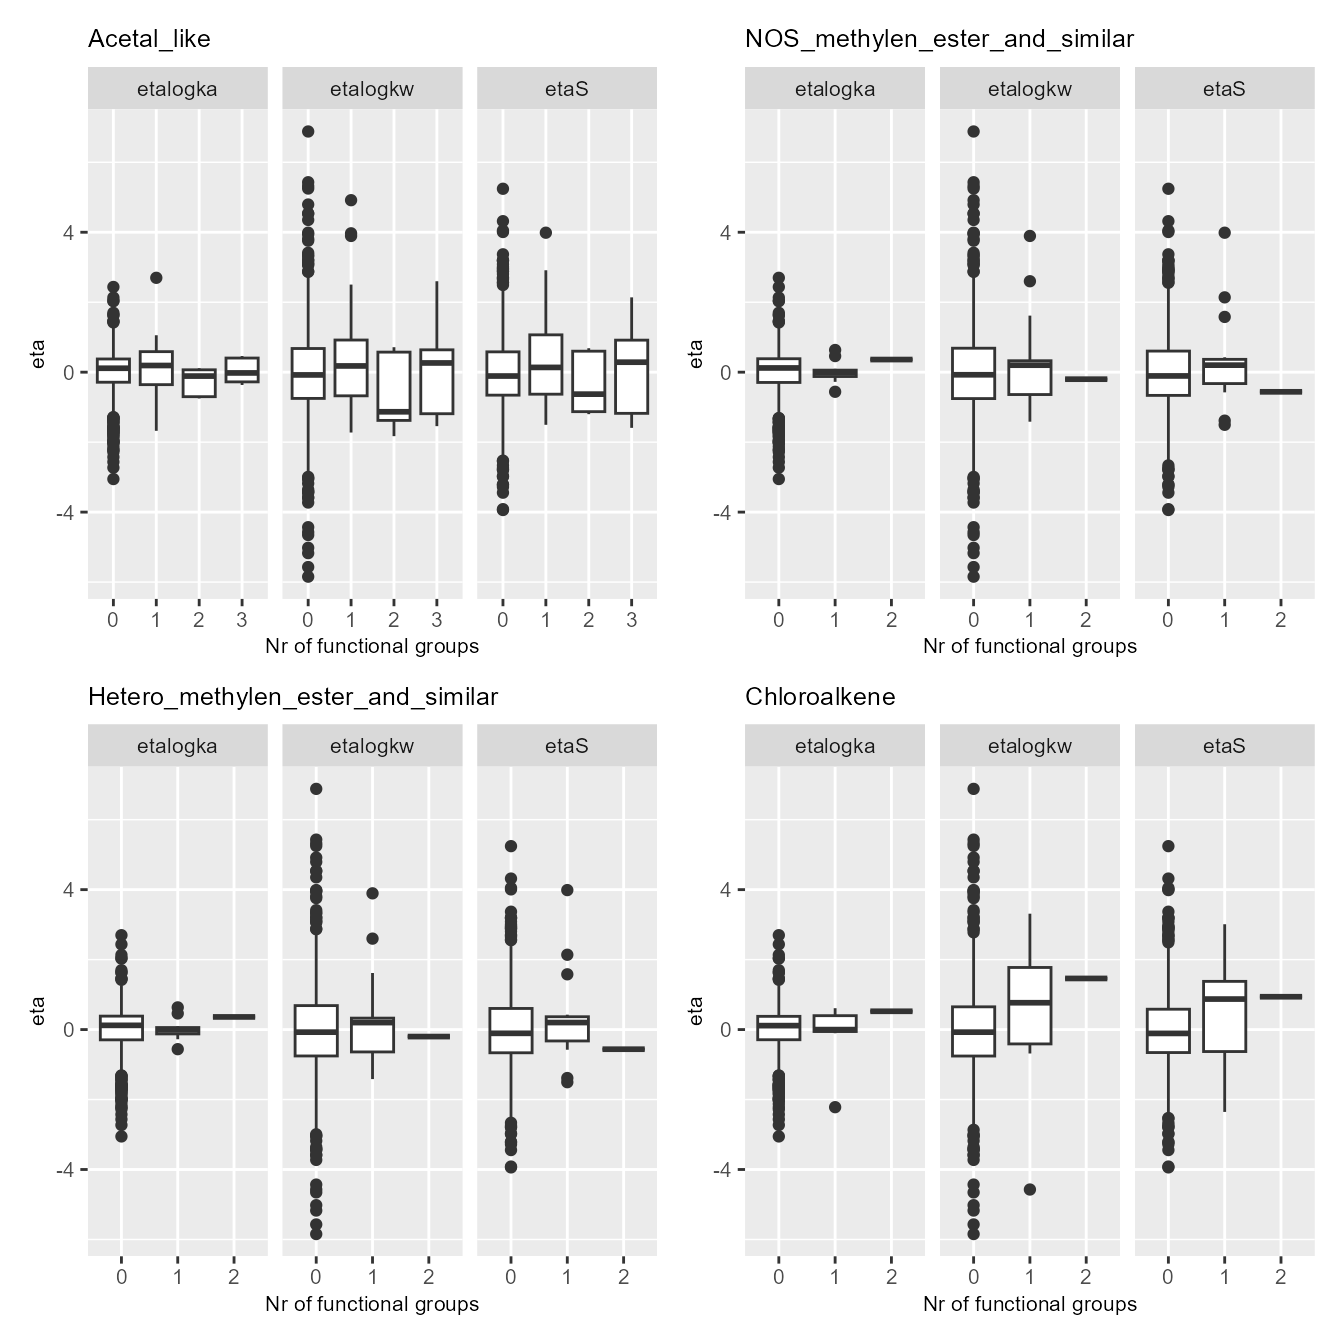 Acetal_like
etalogka etalogkw etaS
eta
4
0
-4
0 1 2 3 0 1 2 3 0 1 2 3
Nr of functional groups
NOS_methylen_ester_and_similar
etalogka etalogkw etaS
eta
4
0
-4
0 1 2 0 1 2 0 1 2
Nr of functional groups
Hetero_methylen_ester_and_similar
etalogka etalogkw etaS
eta
4
0
-4
0 1 2 0 1 2 0 1 2
Nr of functional groups
Chloroalkene
etalogka etalogkw etaS
eta
4
0
-4
0 1 2 0 1 2 0 1 2
Nr of functional groups